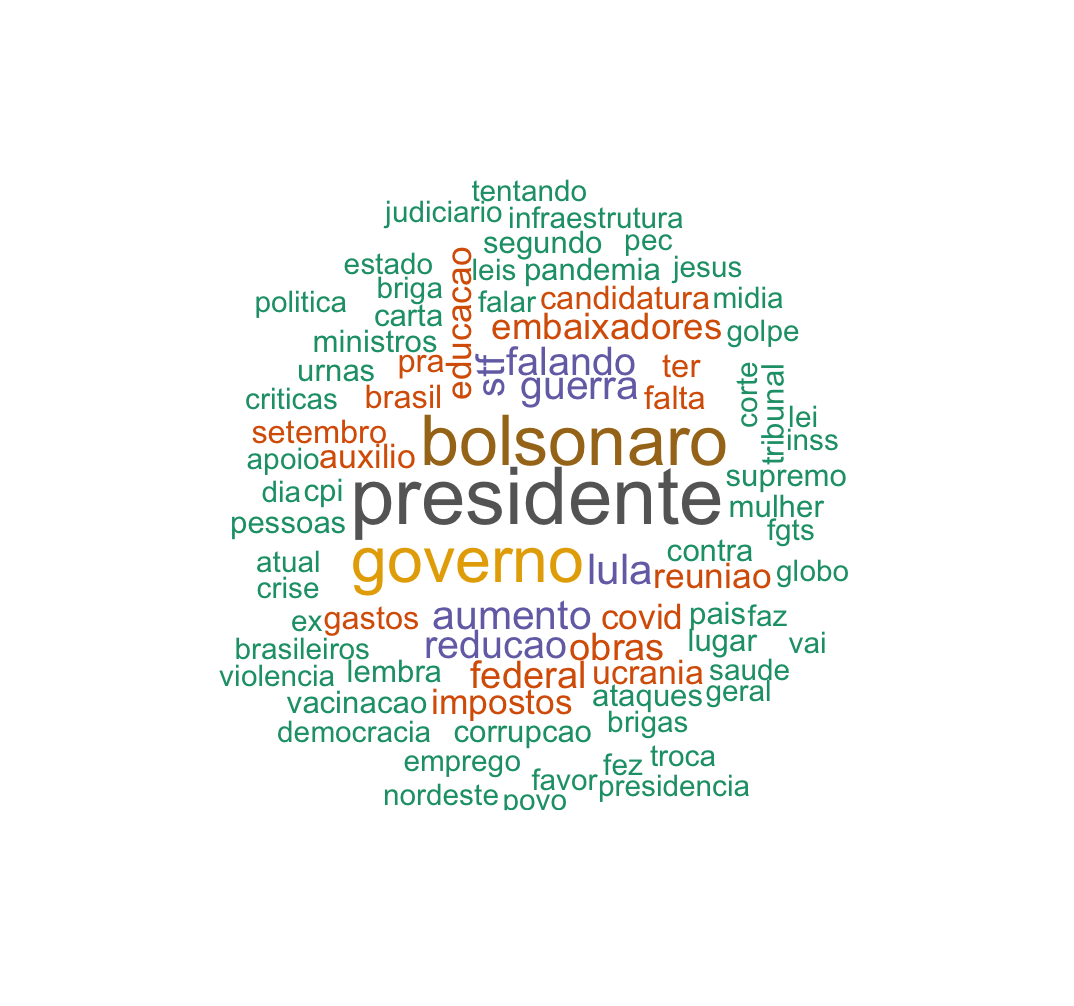 tentando
judiciario infraestrutura
segundo pec
estado leis pandemia jesus
educacao
briga falar candidatura midia
politica
carta embaixadores golpe
ministros
pra stf falando ter
urnas guerra
criticas brasil falta corte
tribunal lei
setembro bolsonaro inss
apoio auxilio
supremo
dia cpi presidente mulher
pessoas fgts
atual governo lula contra
reuniao globo
crise
ex gastos aumento covid pais faz
brasileiros reducao obras lugar vai
violencia lembra federal ucrania saude
vacinacao impostos ataques geral
democracia corrupcao brigas
emprego fez troca
favor presidencia
nordeste povo